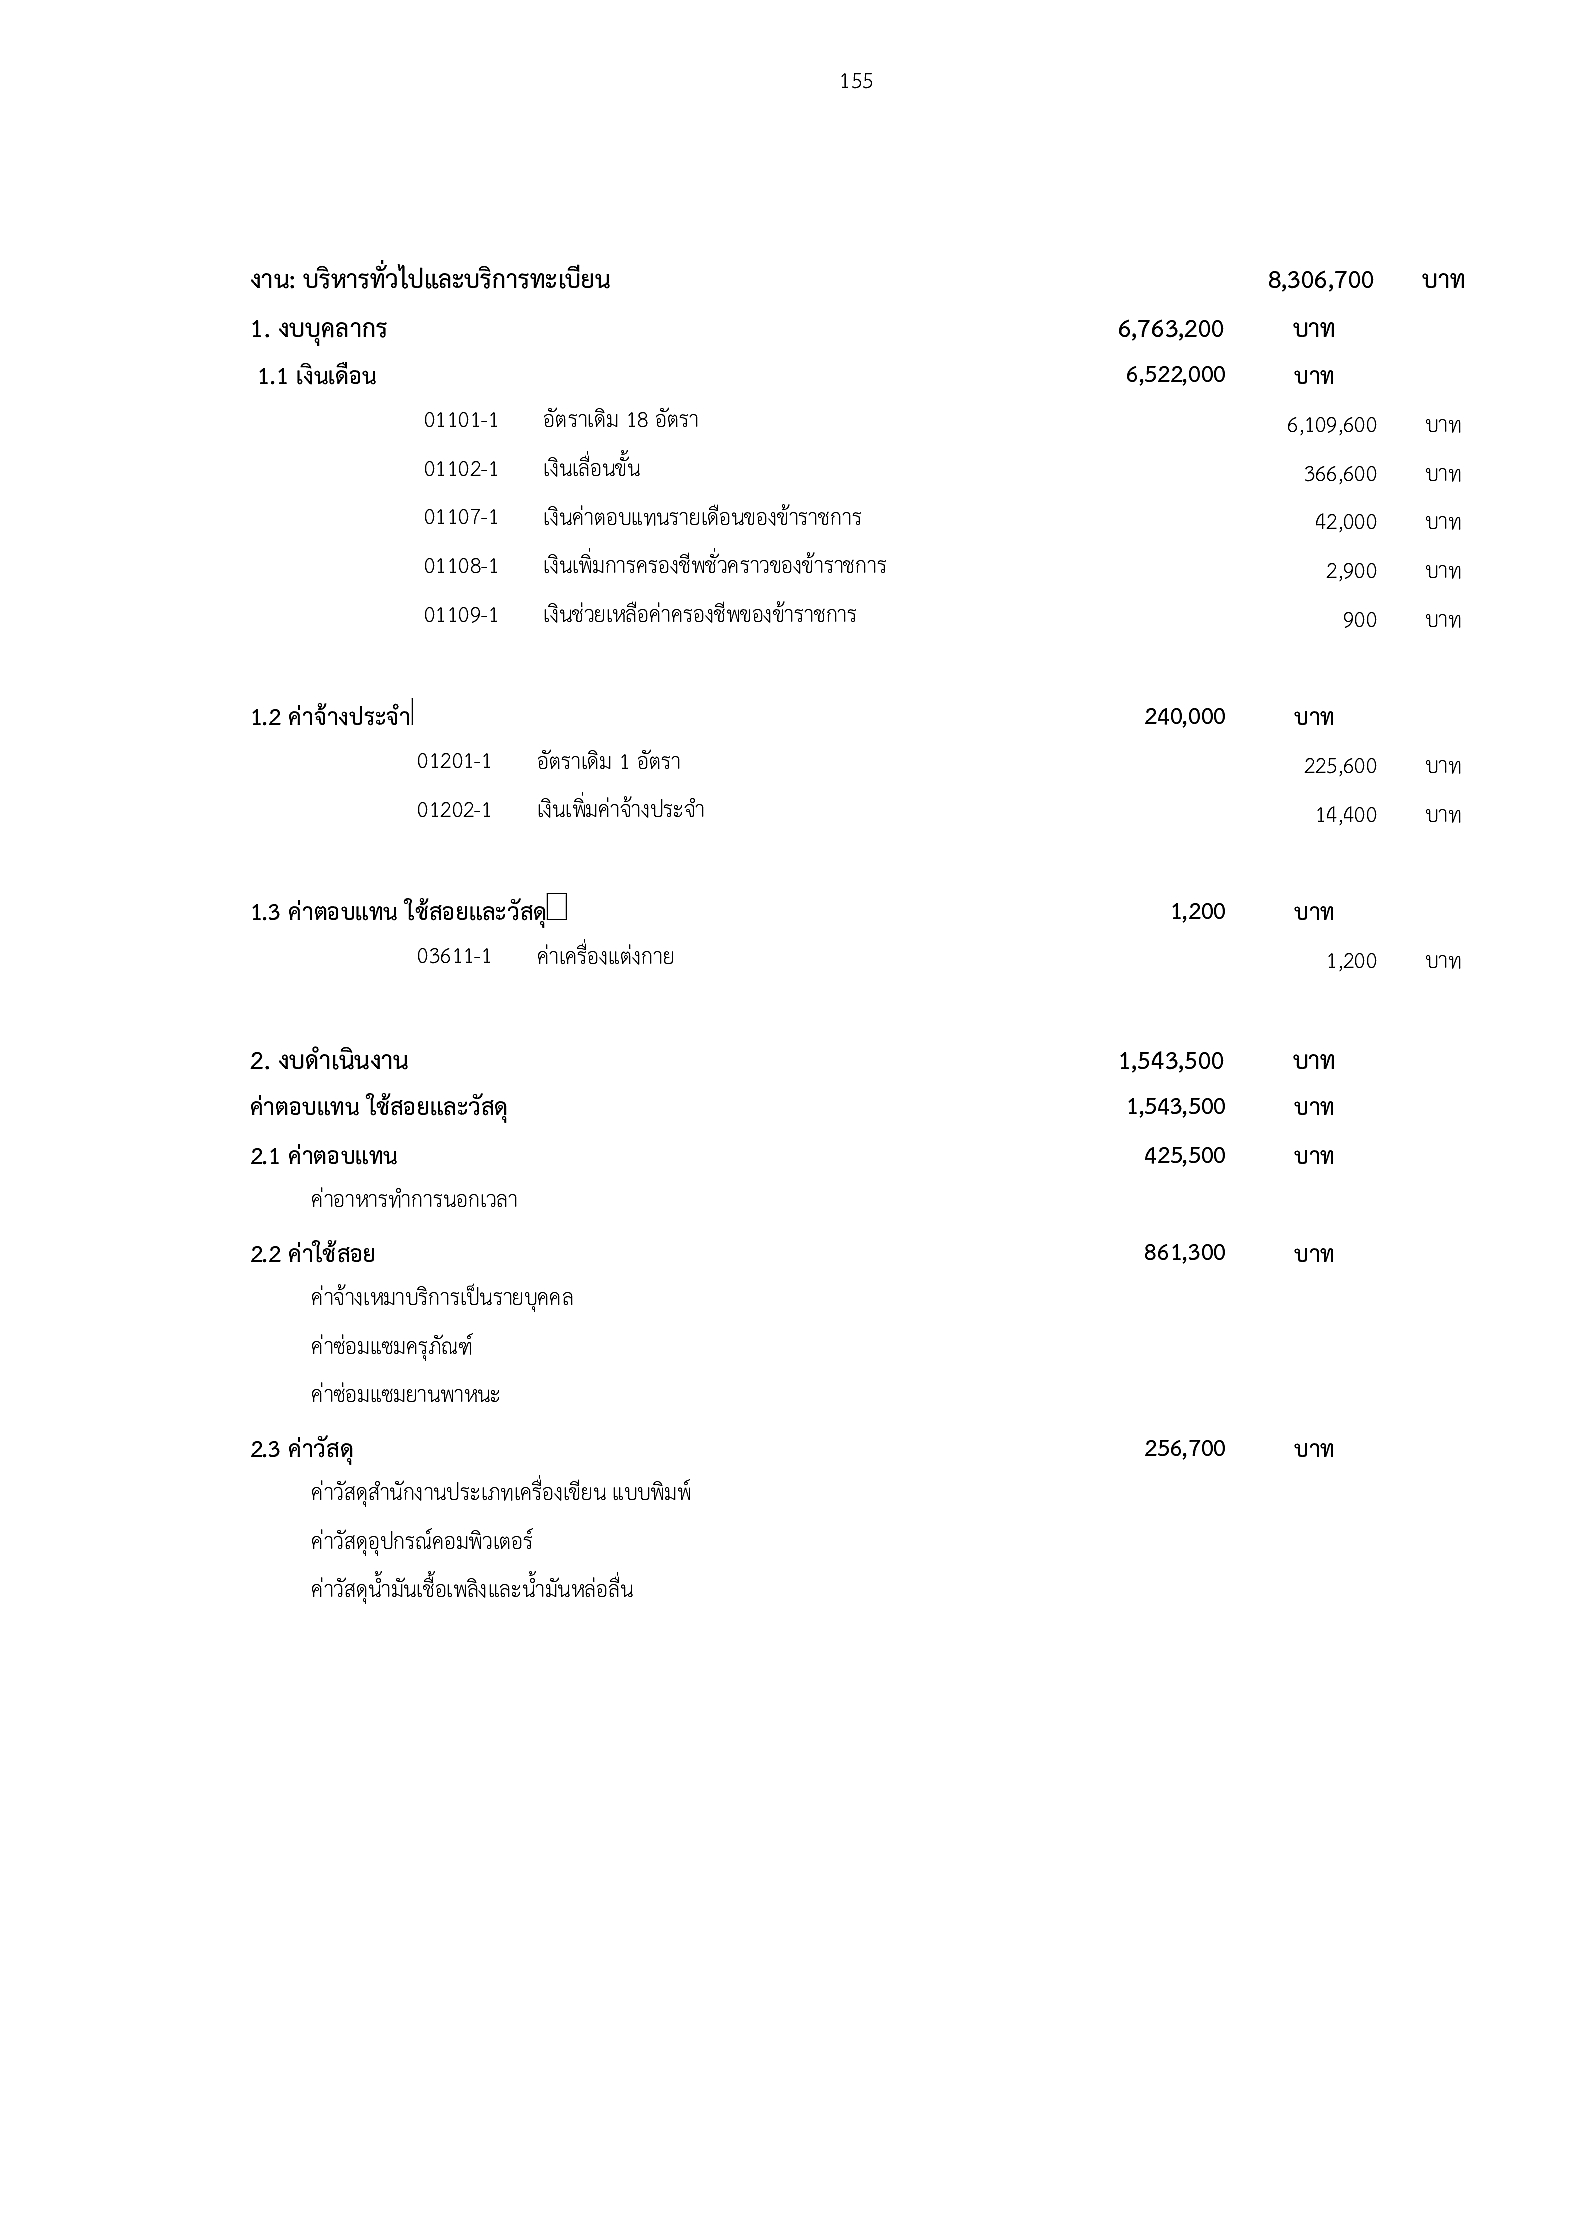 155
งาน: บริหารทั่วไปและบริการทะเบียน 8,306,700 บาท
1. งบบุคลากร 6,763,200 บาท
1.1 เงินเดือน 6,522,000 บาท
01101-1 อัตราเดิม 18 อัตรา 6,109,600 บาท
01102-1 เงินเลื่อนขั้น 366,600 บาท
01107-1 เงินค่าตอบแทนรายเดือนของข้าราชการ 42,000 บาท
01108-1 เงินเพิ่มการครองชีพชั่วคราวของข้าราชการ 2,900 บาท
01109-1 เงินช่วยเหลือค่าครองชีพของข้าราชการ 900 บาท
1.2 ค่าจ้างประจำ 240,000 บาท
01201-1 อัตราเดิม 1 อัตรา 225,600 บาท
01202-1 เงินเพิ่มค่าจ้างประจำ 14,400 บาท
1.3 ค่าตอบแทน ใช้สอยและวัสดุ 1,200 บาท
03611-1 ค่าเครื่องแต่งกาย 1,200 บาท
2. งบดำเนินงาน 1,543,500 บาท
ค่าตอบแทน ใช้สอยและวัสดุ 1,543,500 บาท
2.1 ค่าตอบแทน 425,500 บาท
ค่าอาหารทำการนอกเวลา
2.2 ค่าใช้สอย 861,300 บาท
ค่าจ้างเหมาบริการเป็นรายบุคคล
ค่าซ่อมแซมครุภัณฑ์
ค่าซ่อมแซมยานพาหนะ
2.3 ค่าวัสดุ 256,700 บาท
ค่าวัสดุสำนักงานประเภทเครื่องเขียน แบบพิมพ์
ค่าวัสดุอุปกรณ์คอมพิวเตอร์
ค่าวัสดุน้ำมันเชื้อเพลิงและน้ำมันหล่อลื่น